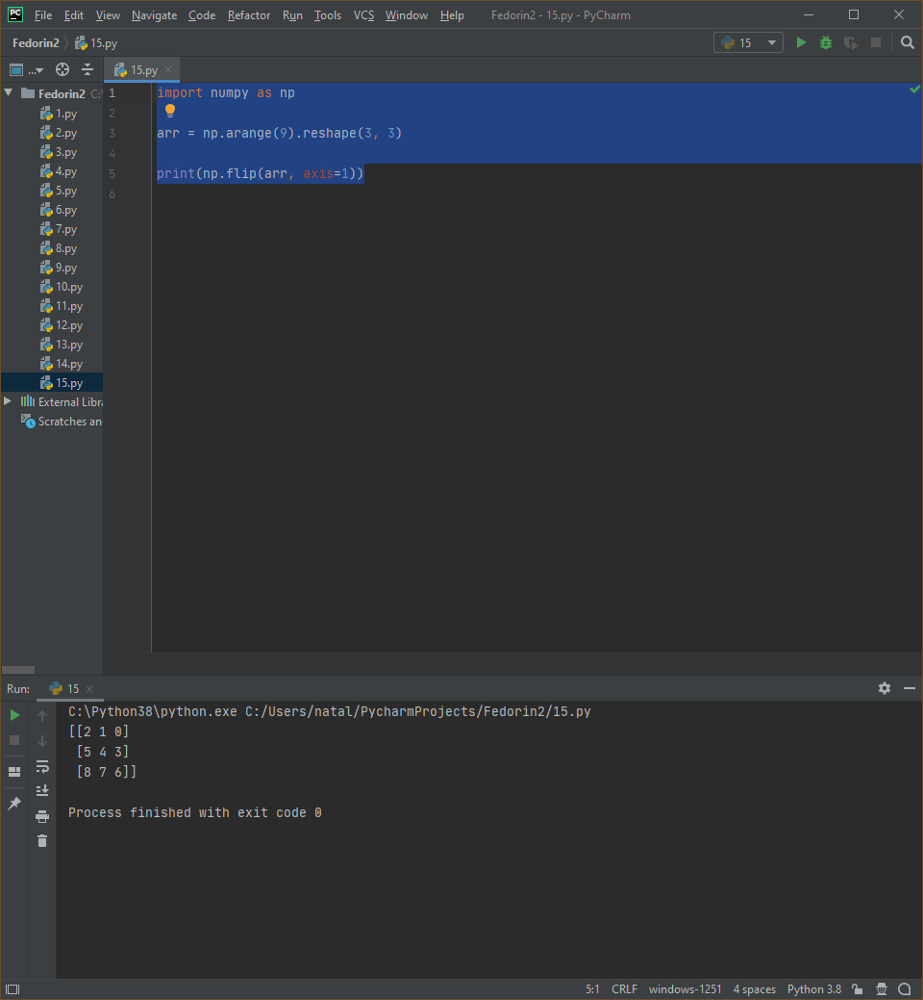 PC File Edit View Navigate Code Refactor Run Tools VCS Window Help Fedorin2 - 15.py - PyCharm
Fedorin2 15.py 15
... 15.py
Fedorin2 C:\
1.py
2.py
3.py
4.py
5.py
6.py
7.py
8.py
9.py
10.py
11.py
12.py
13.py
14.py
15.py
External Libra
Scratches an
1 import numpy as np
2
3 arr = np.arange(9).reshape(3, 3)
4
5 print(np.flip(arr, axis=1))
6
Run: 15
C:\Python38\python.exe C:/Users/natal/PycharmProjects/Fedorin2/15.py
[[2 1 0]
 [5 4 3]
 [8 7 6]]
Process finished with exit code 0
5:1 CRLF windows-1251 4 spaces Python 3.8